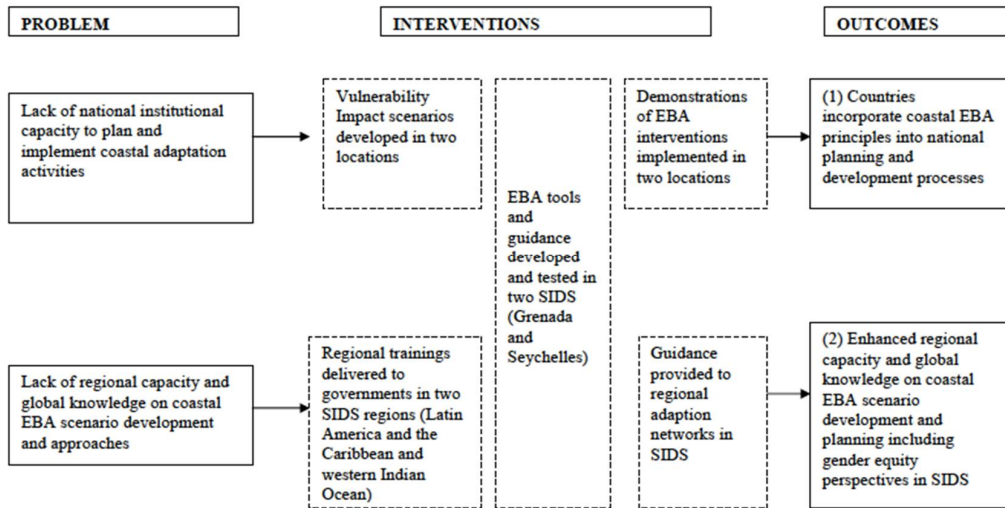 PROBLEM
INTERVENTIONS
OUTCOMES
Lack of national institutional
capacity to plan and
implement coastal adaptation
activities
Vulnerability
Impact scenarios
developed in two
locations
EBA tools
and
guidance
developed
and tested in
two SIDS
(Grenada
and
Seychelles)
Demonstrations
of EBA
interventions
implemented in
two locations
(1) Countries
incorporate coastal EBA
principles into national
planning and
development processes
Lack of regional capacity and
global knowledge on coastal
EBA scenario development
and approaches
Regional trainings
delivered to
governments in two
SIDS regions (Latin
America and the
Caribbean and
western Indian
Ocean)
Guidance
provided to
regional
adaption
networks in
SIDS
(2) Enhanced regional
capacity and global
knowledge on coastal
EBA scenario
development and
planning including
gender equity
perspectives in SIDS